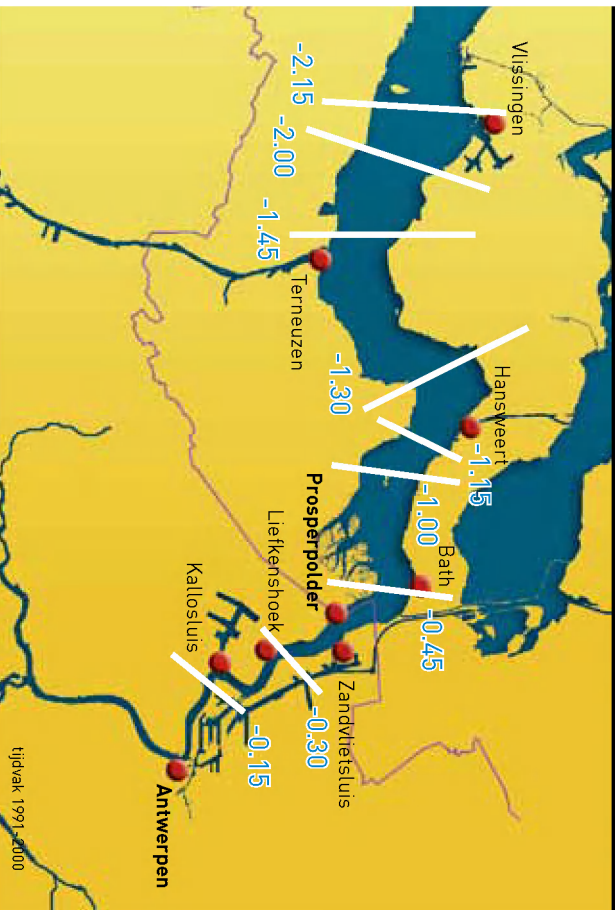 Vlissingen
-2.15
-2.00
-1.45
Terneuzen
-1.30
Hansweert
-1.15
-1.00
Bath
-0.45
Prosperpolder
Liefkenshoek
Kallosluis
Zandvlietsluis
-0.30
-0.15
Antwerpen
tijdvak 1991-2000